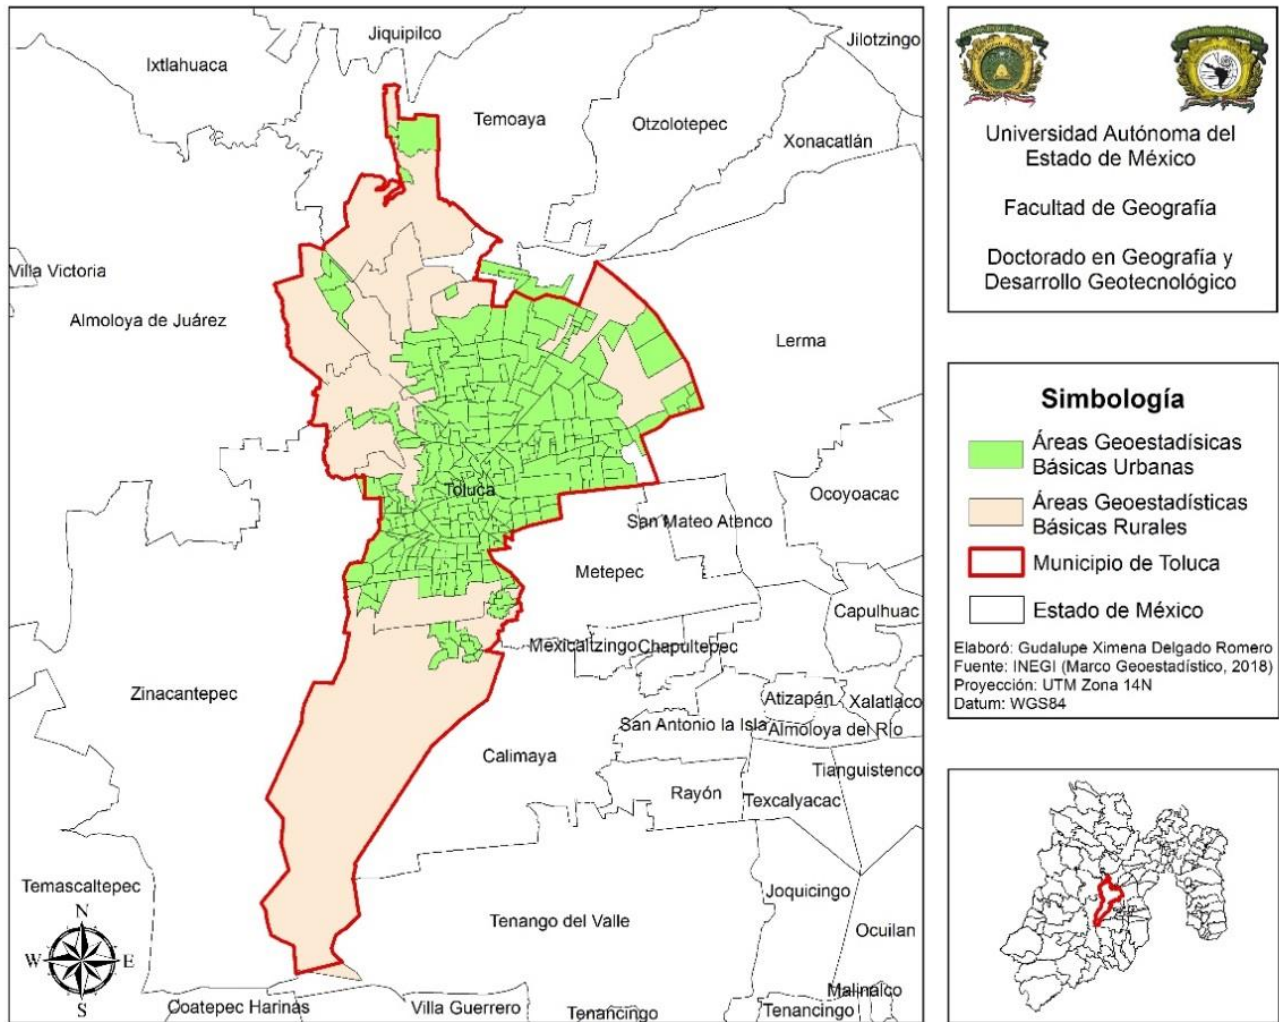 Jiquipilco
Jilotzingo
Ixtlahuaca
Temoaya
Otzolotepec
Xonacatlán
Villa Victoria
Almoloya de Juárez
Lerma
Toluca
Ocoyoacac
San Mateo Atenco
Metepec
Capulhuac
Mexicaltzingo
Chapultepec
Zinacantepec
Atizapán
Xalatlaco
San Antonio la Isla
Almoloya del Río
Calimaya
Tianguistenco
Rayón
Texcalyacac
Temascaltepec
Joquicingo
Tenango del Valle
Ocuilan
N
W
E
S
Malinalco
Coatepec Harinas
Villa Guerrero
Tenancingo
Tenancingo
Universidad Autónoma del
Estado de México
Facultad de Geografía
Doctorado en Geografía y
Desarrollo Geotecnológico
Simbología
Áreas Geoestadísicas
Básicas Urbanas
Áreas Geoestadísticas
Básicas Rurales
Municipio de Toluca
Estado de México
Elaboró: Gudalupe Ximena Delgado Romero
Fuente: INEGI (Marco Geoestadístico, 2018)
Proyección: UTM Zona 14N
Datum: WGS84